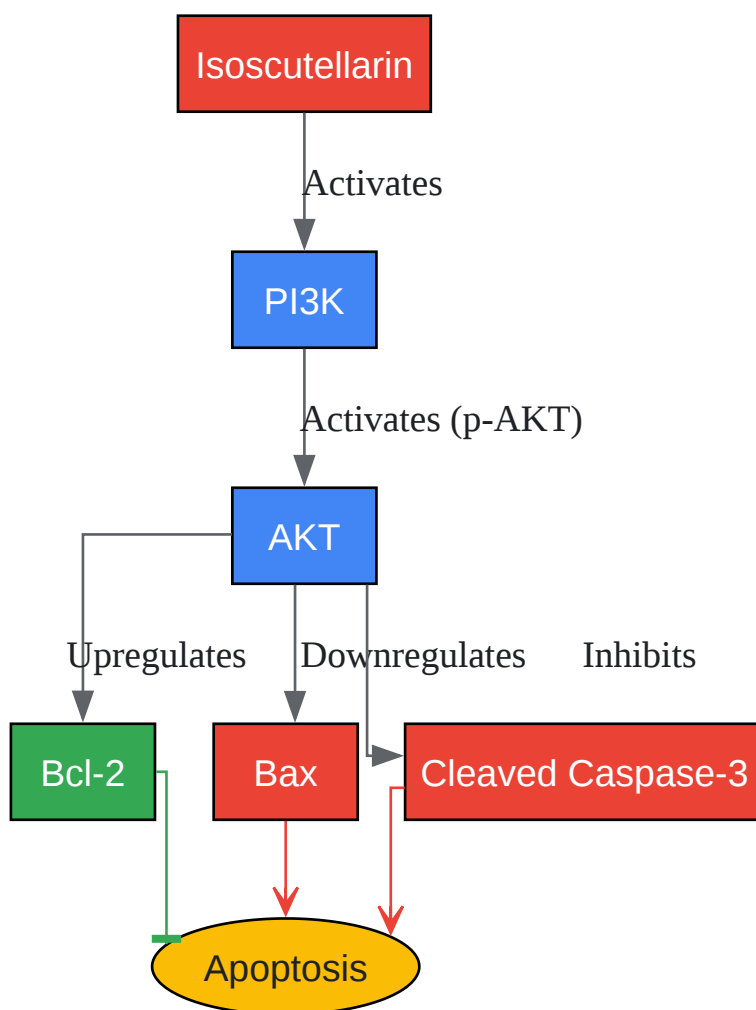 Isoscutellarin
Activates
PI3K
Activates (p-AKT)
AKT
Upregulates
Downregulates
Inhibits
Bcl-2
Bax
Cleaved Caspase-3
Apoptosis